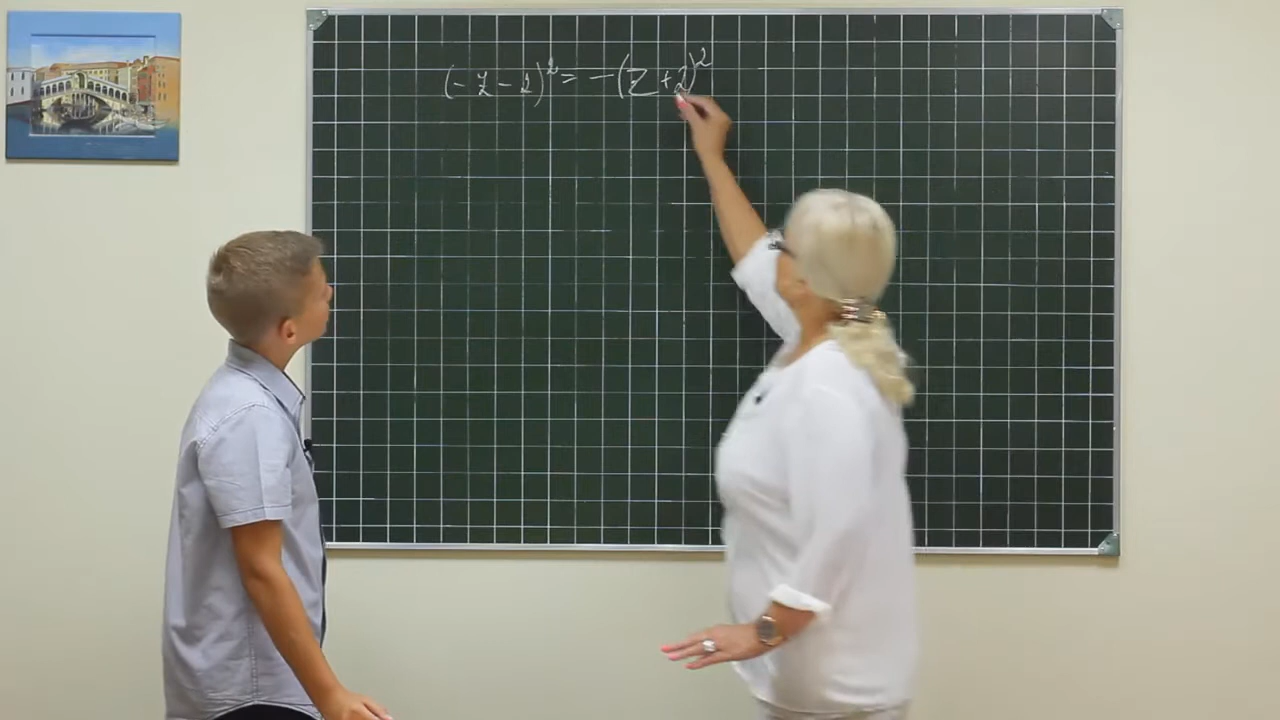 (-z-2)² = -(z+2)²